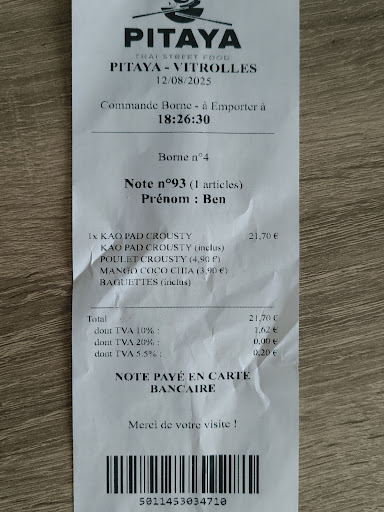 PITAYA
THAI STREET FOOD
PITAYA - VITROLLES
12/08/2025
Commande Borne - à Emporter à
18:26:30
Borne n°4
Note n°93 (1 articles)
Prénom : Ben
1x KAO PAD CROUSTY 21,70 €
KAO PAD CROUSTY (inclus)
POULET CROUSTY (4,90 €)
MANGO COCO CHIA (3,90 €)
BAGUETTES (inclus)
Total 21,70 €
dont TVA 10% : 1,62 €
dont TVA 20% : 0,00 €
dont TVA 5.5% : 0,20 €
NOTE PAYÉ EN CARTE
BANCAIRE
Merci de votre visite !
5011453034710